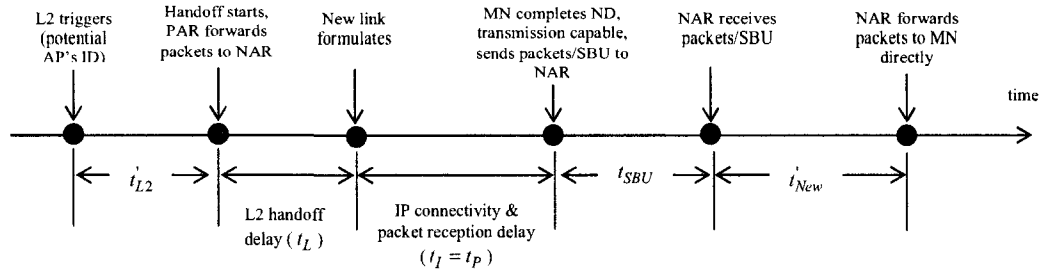 L2 triggers
(potential
AP's ID)
Handoff starts,
PAR forwards
packets to NAR
New link
formulates
MN completes ND,
transmission capable,
sends packets/SBU to
NAR
NAR receives
packets/SBU
NAR forwards
packets to MN
directly
time
t'L2
tSBU
t'New
L2 handoff
delay ( tL )
IP connectivity &
packet reception delay
( tI = tP )